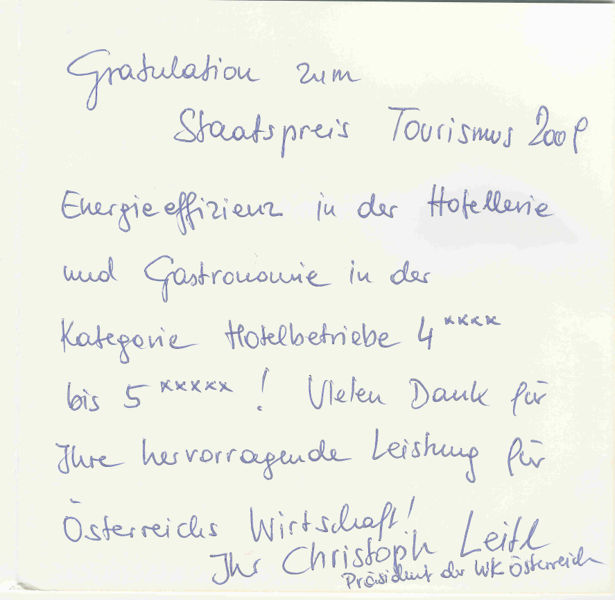 Gratulation zum
Staatspreis Tourismus 2009
Energieeffizienz in der Hotellerie
und Gastronomie in der
Kategorie Hotelbetriebe 4 ****
bis 5 *****! Vielen Dank für
Ihre hervorragende Leistung für
Österreichs Wirtschaft!
Ihr Christoph Leitl
Präsident der WK Österreich